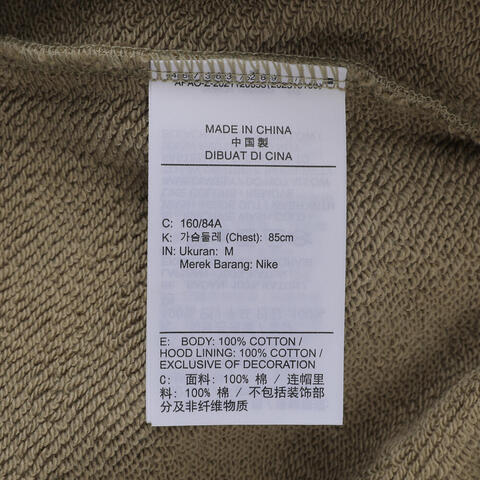 MADE IN CHINA
中国製
DIBUAT DI CINA
C: 160/84A
K: 가슴둘레 (Chest): 85cm
IN: Ukuran: M
Merek Barang: Nike
E: BODY: 100% COTTON /
HOOD LINING: 100% COTTON /
EXCLUSIVE OF DECORATION
C: 面料: 100% 棉 / 连帽里
料: 100% 棉 / 不包括装饰部
分及非纤维物质